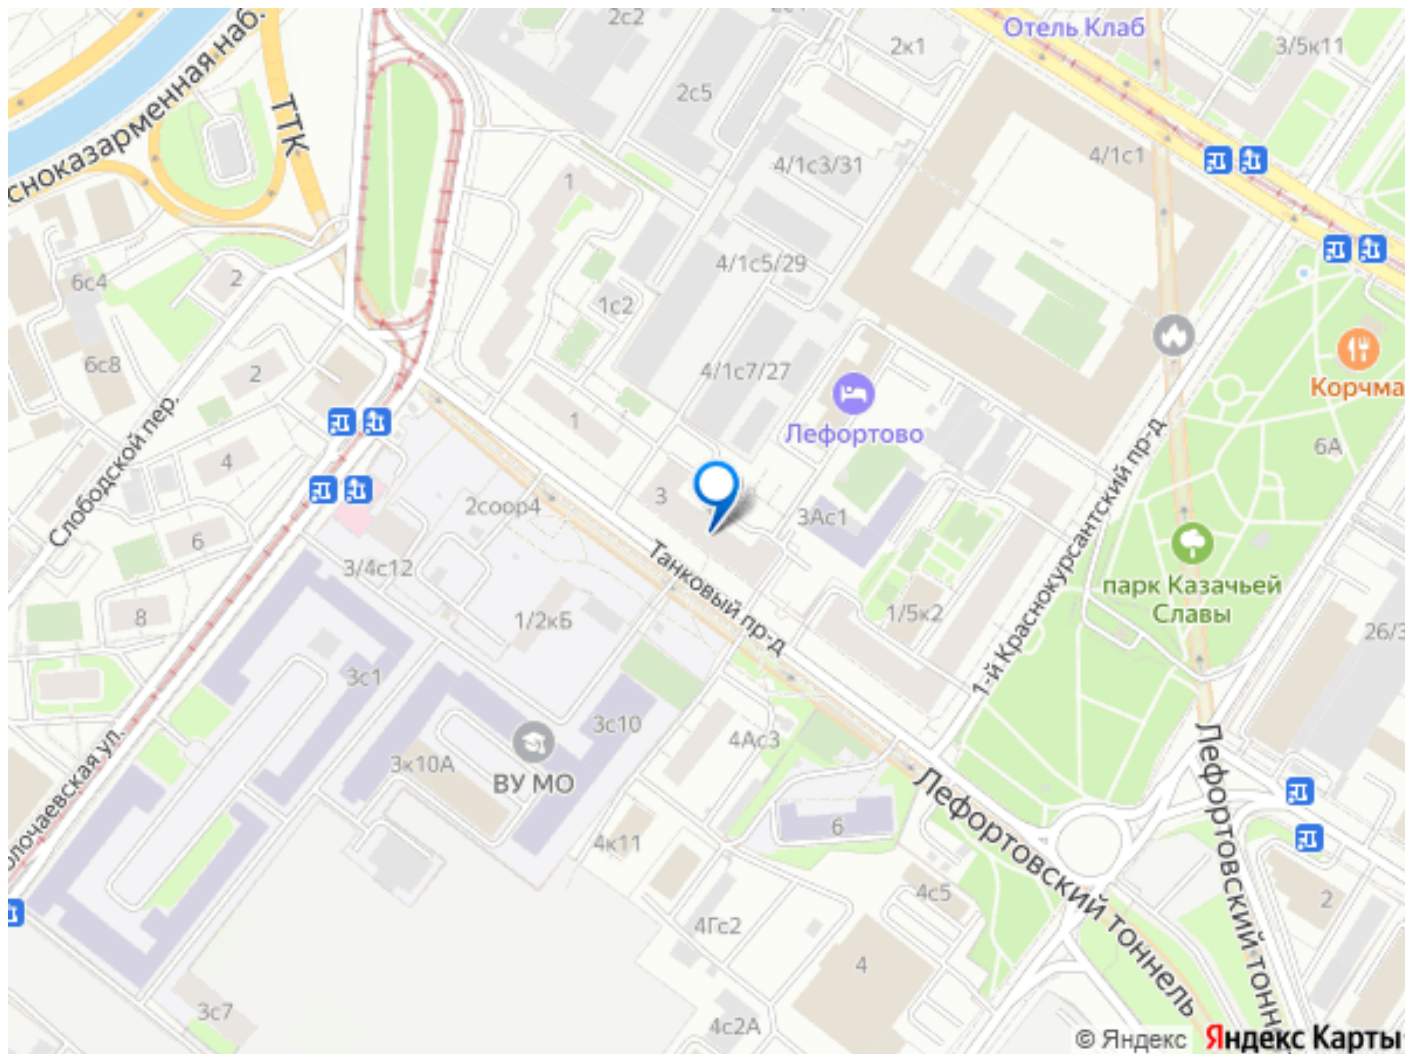 2с2
Отель Клаб
2к1
3/5к11
сноказарменная наб.
2с5
ТТК
4/1с3/31
4/1с1
1
4/1с5/29
6с4
2
1с2
6с8
2
4/1с7/27
Корчма
Слободской пер.
1
Лефортово
1-й Краснокурсантский пр-д
6А
4
3
2соор4
3Ас1
6
Танковый пр-д
парк Казачьей
Славы
3/4с12
8
1/2кБ
1/5к2
26/3
3с1
3с10
4Ас3
олочаевская ул.
3к10А
ВУ МО
Лефортовский тоннель
Лефортовский тонн
6
4к11
4с5
2
4Гс2
4
3с7
4с2А
© Яндекс
Яндекс Карты